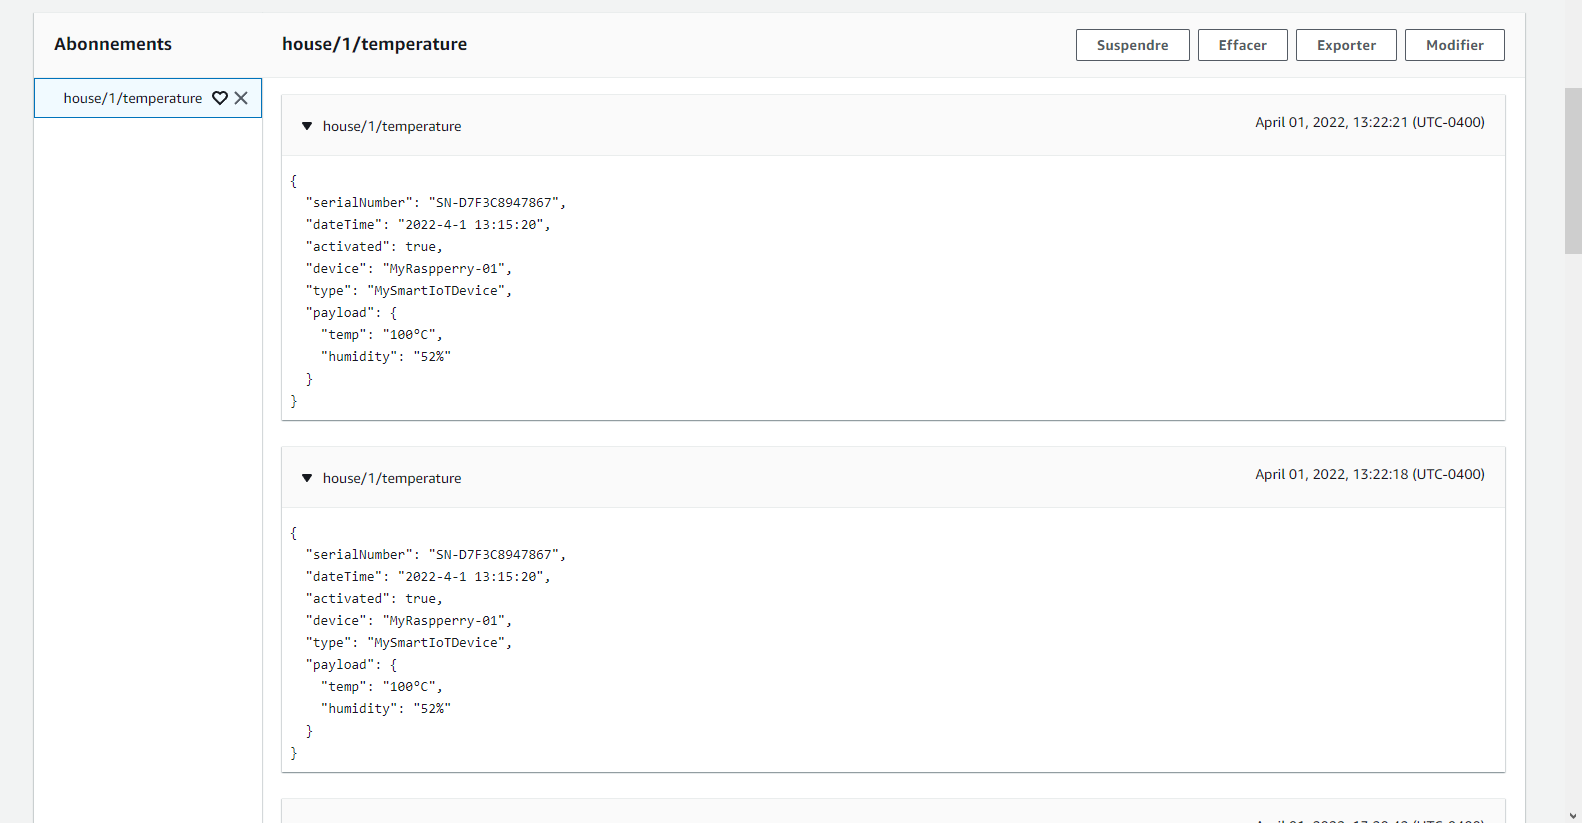 Abonnements
house/1/temperature
Suspendre
Effacer
Exporter
Modifier
house/1/temperature
house/1/temperature
April 01, 2022, 13:22:21 (UTC-0400)
{
"serialNumber": "SN-D7F3C8947867",
"dateTime": "2022-4-1 13:15:20",
"activated": true,
"device": "MyRaspperry-01",
"type": "MySmartIoTDevice",
"payload": {
"temp": "100ºC",
"humidity": "52%"
}
}
house/1/temperature
April 01, 2022, 13:22:18 (UTC-0400)
{
"serialNumber": "SN-D7F3C8947867",
"dateTime": "2022-4-1 13:15:20",
"activated": true,
"device": "MyRaspperry-01",
"type": "MySmartIoTDevice",
"payload": {
"temp": "100ºC",
"humidity": "52%"
}
}